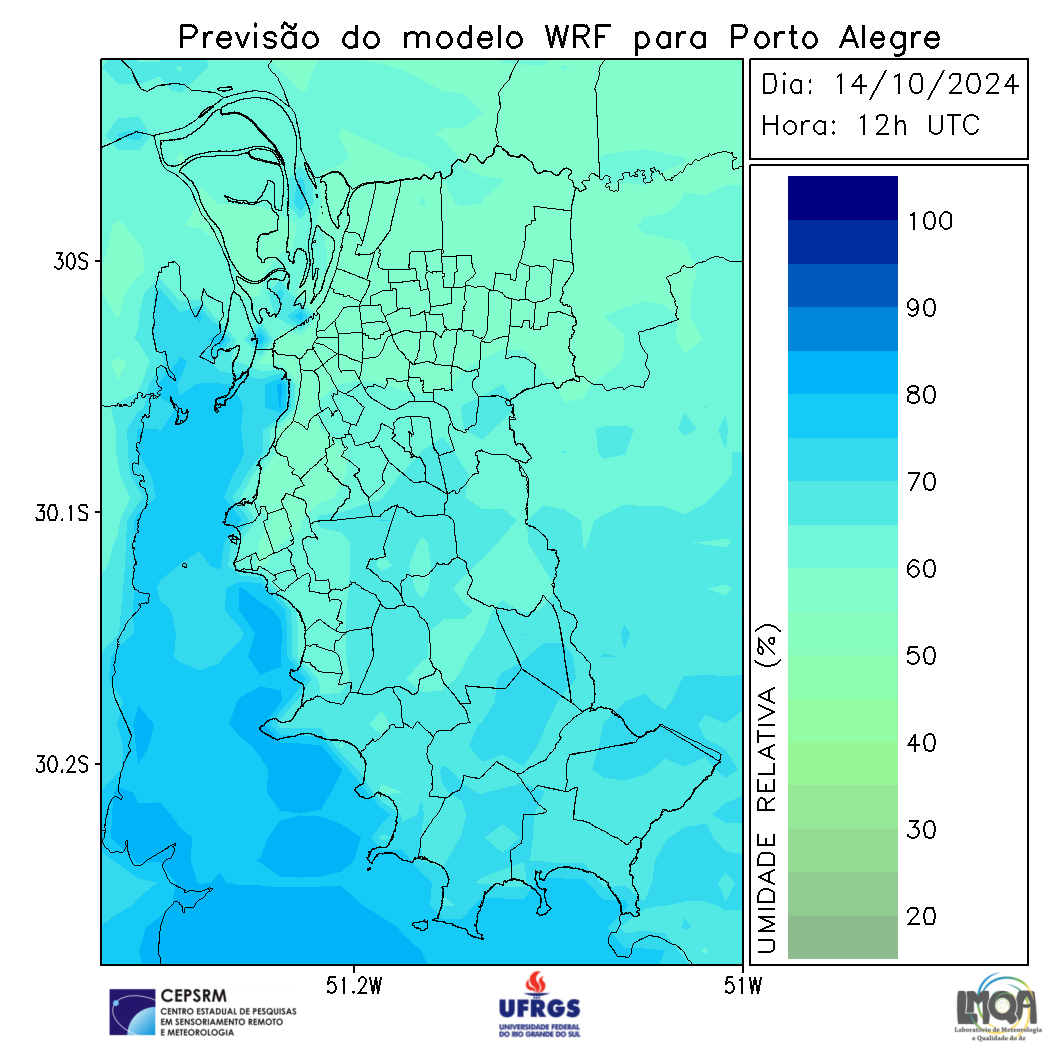 Previsão do modelo WRF para Porto Alegre
Dia: 14/10/2024
Hora: 12h UTC
30S
30.1S
30.2S
51.2W
51W
UMIDADE RELATIVA (%)
100
90
80
70
60
50
40
30
20
CEPSRM
CENTRO ESTADUAL DE PESQUISAS
EM SENSORIAMENTO REMOTO
E METEOROLOGIA
UFRGS
UNIVERSIDADE FEDERAL
DO RIO GRANDE DO SUL
LMQA
Laboratório de Meteorologia
e Qualidade do Ar